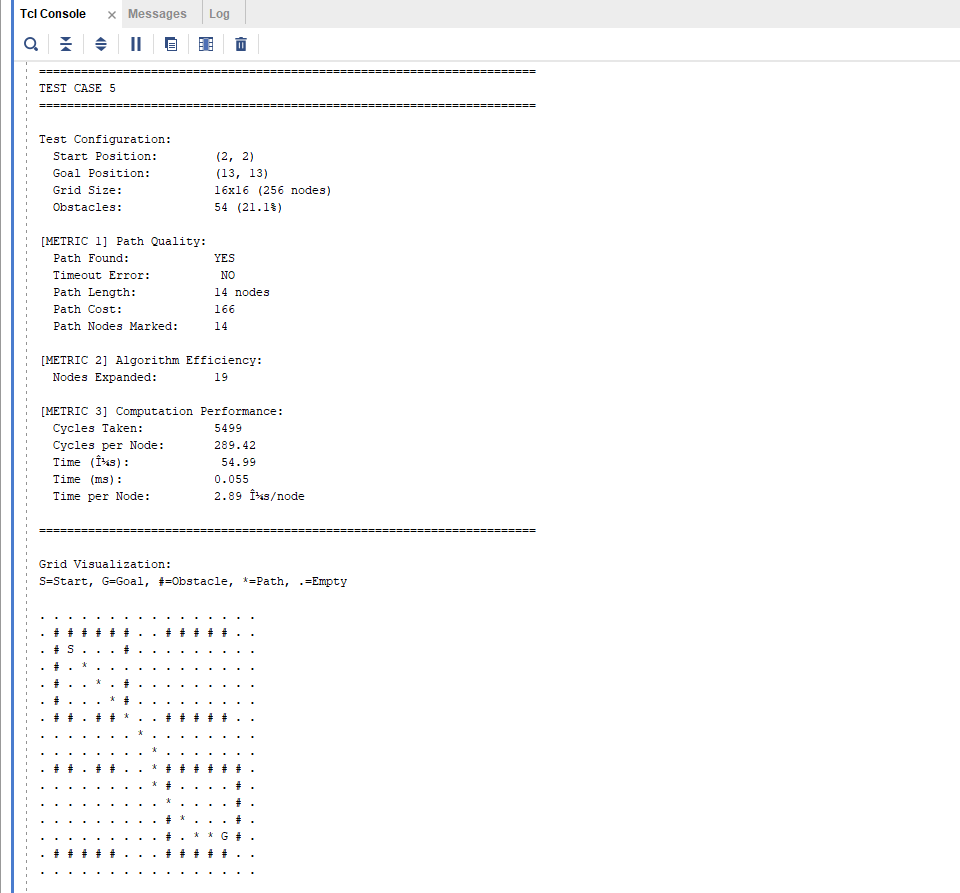 Tcl Console × Messages Log
=======================================================================
TEST CASE 5
=======================================================================
Test Configuration:
Start Position: (2, 2)
Goal Position: (13, 13)
Grid Size: 16x16 (256 nodes)
Obstacles: 54 (21.1%)
[METRIC 1] Path Quality:
Path Found: YES
Timeout Error: NO
Path Length: 14 nodes
Path Cost: 166
Path Nodes Marked: 14
[METRIC 2] Algorithm Efficiency:
Nodes Expanded: 19
[METRIC 3] Computation Performance:
Cycles Taken: 5499
Cycles per Node: 289.42
Time (Î¼s): 54.99
Time (ms): 0.055
Time per Node: 2.89 Î¼s/node
=======================================================================
Grid Visualization:
S=Start, G=Goal, #=Obstacle, *=Path, .=Empty
. . . . . . . . . . . . . . . .
. # # # # # # . . # # # # # . .
. # S . . . # . . . . . . . . .
. # . * . . . . . . . . . . . .
. # . . * . # . . . . . . . . .
. # . . . * # . . . . . . . . .
. # # . # # * . . # # # # # . .
. . . . . . . * . . . . . . . .
. . . . . . . . * . . . . . . .
. # # . # # . . * # # # # # # .
. . . . . . . . * # . . . . # .
. . . . . . . . . * . . . . # .
. . . . . . . . . # * . . . # .
. . . . . . . . . # . * * G # .
. # # # # # . . . # # # # # . .
. . . . . . . . . . . . . . . .